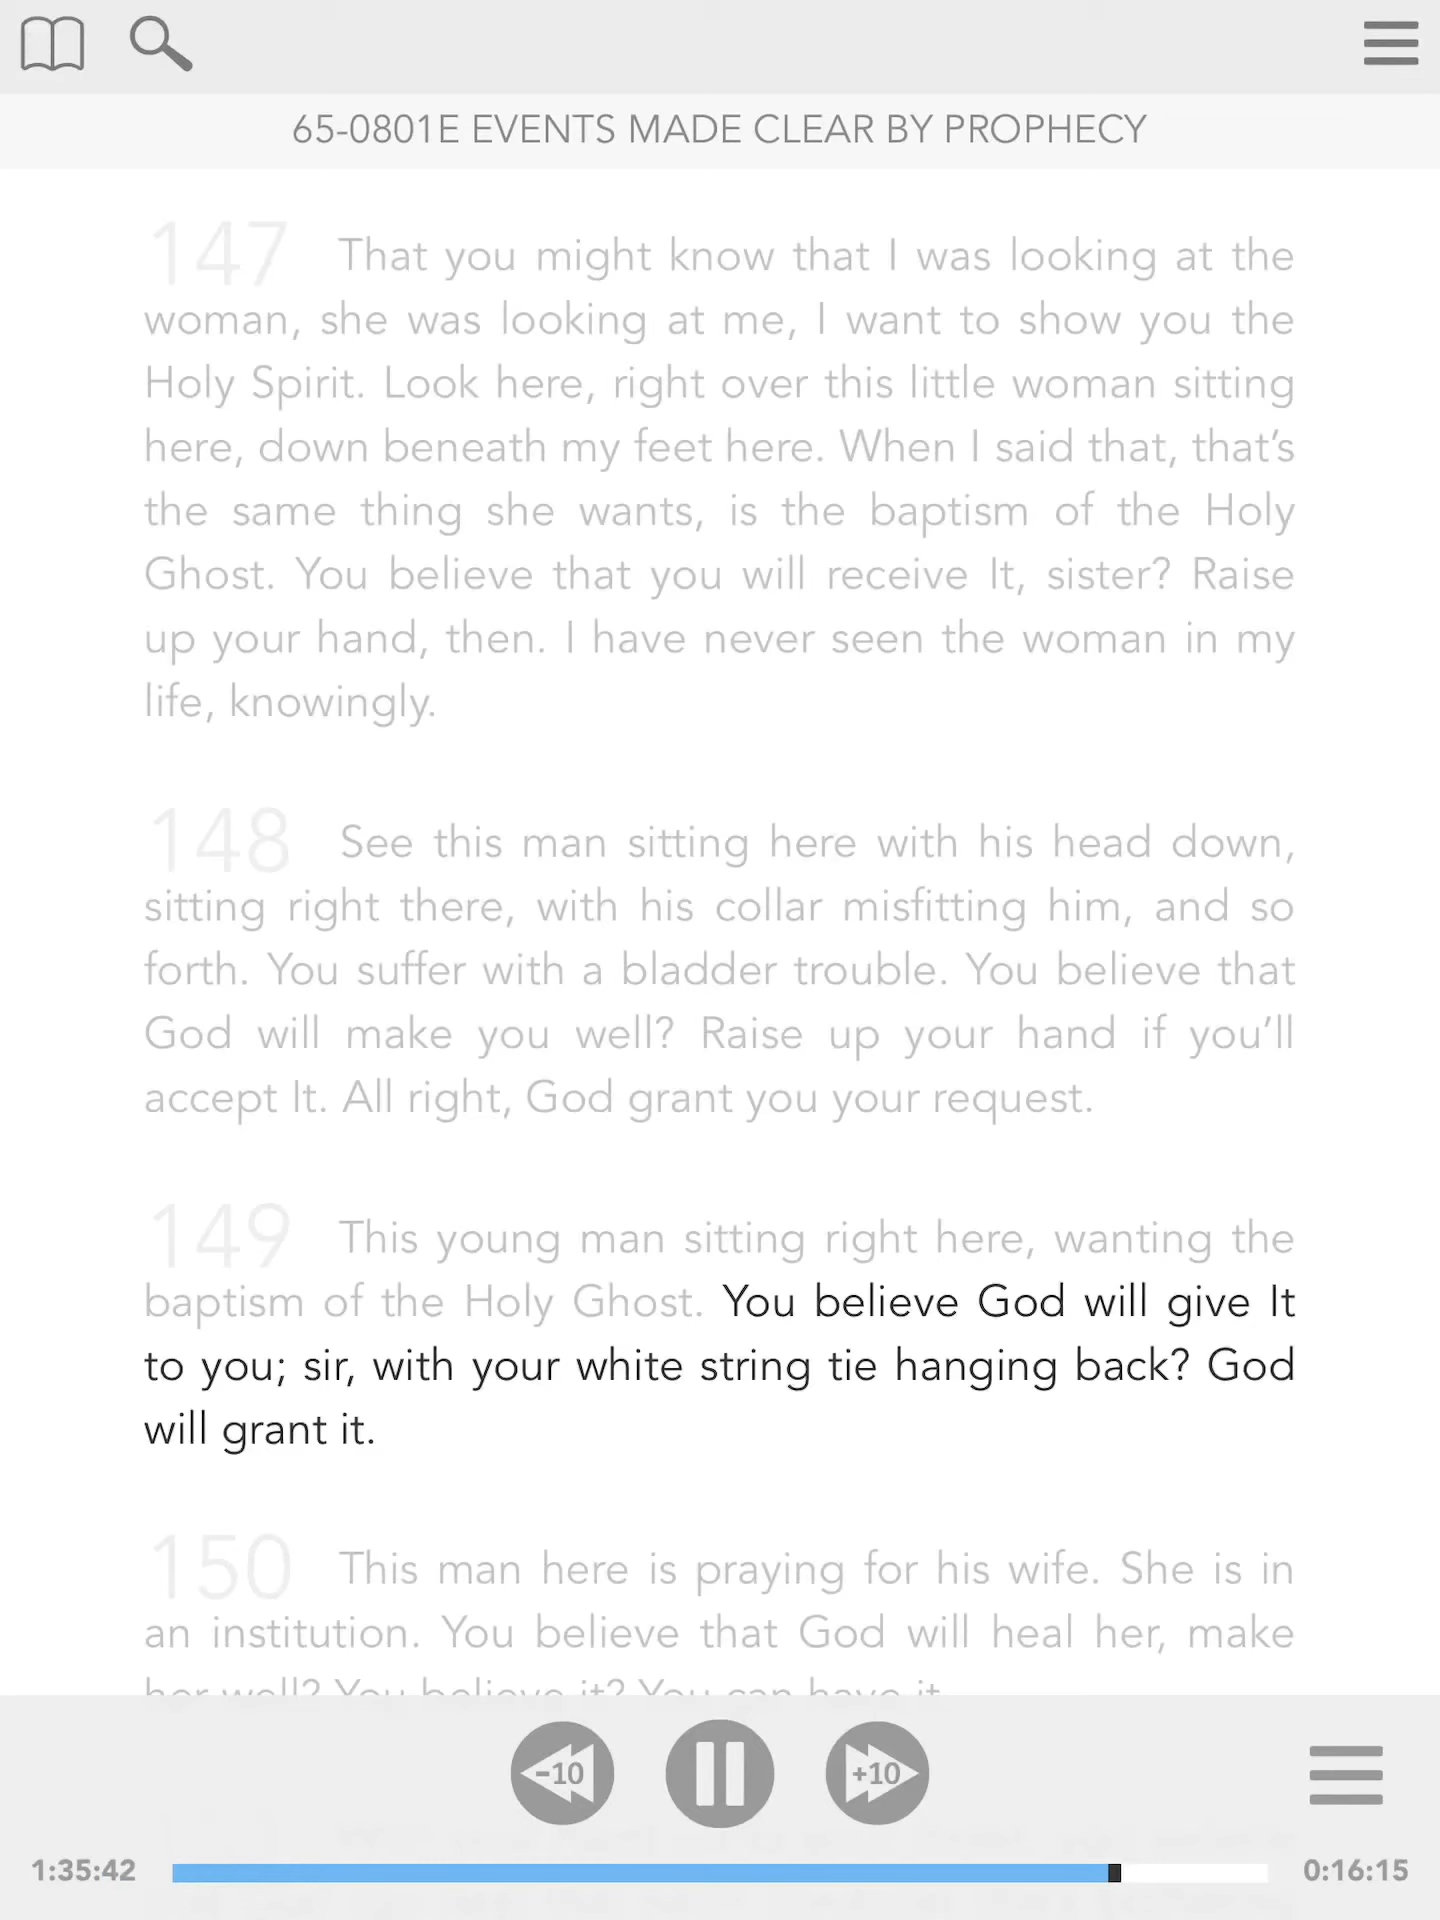 65-0801E EVENTS MADE CLEAR BY PROPHECY
147 That you might know that I was looking at the
woman, she was looking at me, I want to show you the
Holy Spirit. Look here, right over this little woman sitting
here, down beneath my feet here. When I said that, that’s
the same thing she wants, is the baptism of the Holy
Ghost. You believe that you will receive It, sister? Raise
up your hand, then. I have never seen the woman in my
life, knowingly.
148 See this man sitting here with his head down,
sitting right there, with his collar misfitting him, and so
forth. You suffer with a bladder trouble. You believe that
God will make you well? Raise up your hand if you’ll
accept It. All right, God grant you your request.
149 This young man sitting right here, wanting the
baptism of the Holy Ghost. You believe God will give It
to you; sir, with your white string tie hanging back? God
will grant it.
150 This man here is praying for his wife. She is in
an institution. You believe that God will heal her, make
her well? You believe it? You can have it.
-10 +10
1:35:42 0:16:15